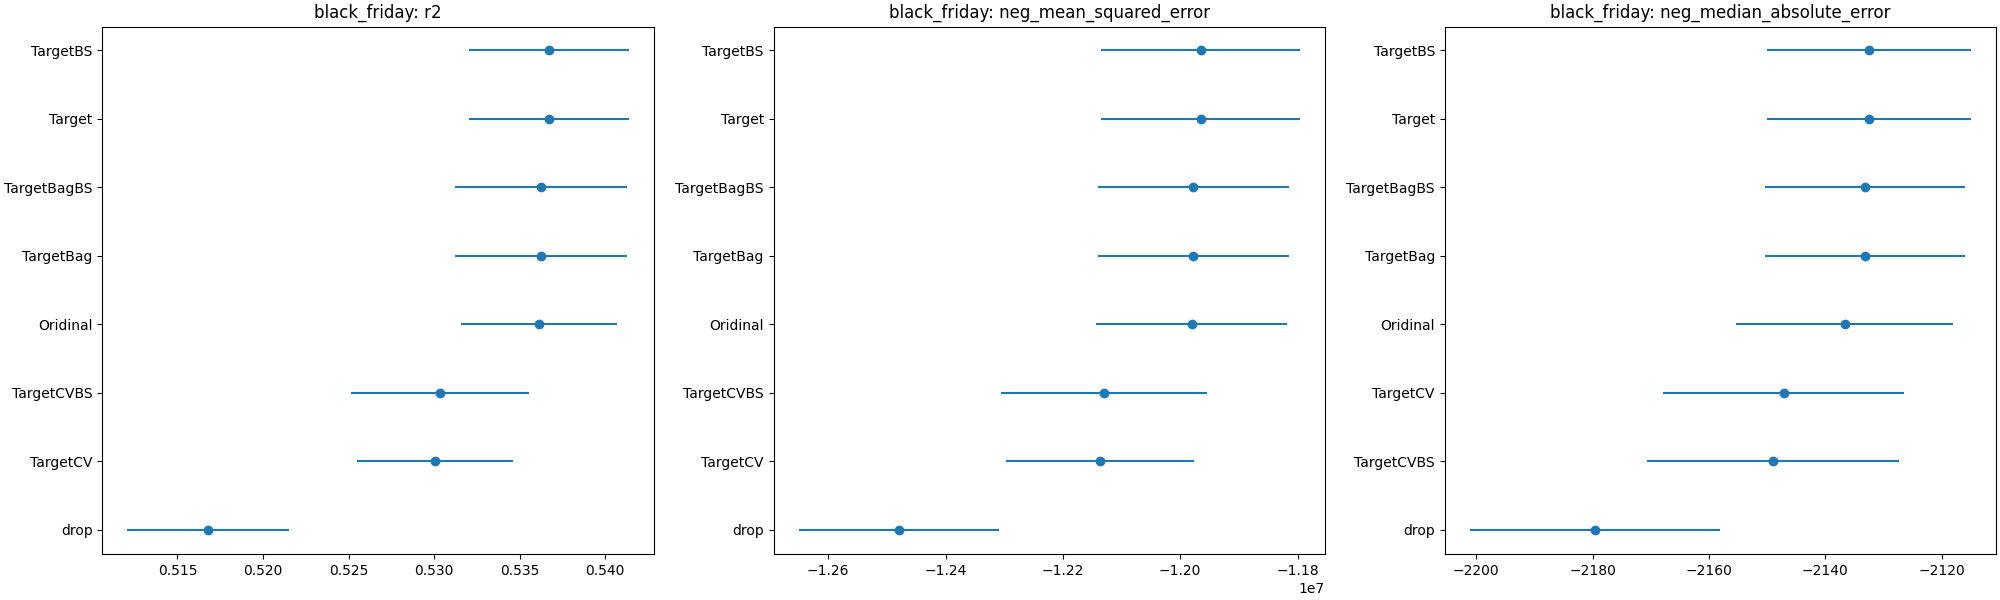 black_friday: r2
TargetBS
Target
TargetBagBS
TargetBag
Oridinal
TargetCVBS
TargetCV
drop
0.515 0.520 0.525 0.530 0.535 0.540
black_friday: neg_mean_squared_error
TargetBS
Target
TargetBagBS
TargetBag
Oridinal
TargetCVBS
TargetCV
drop
−1.26 −1.24 −1.22 −1.20 −1.18
1e7
black_friday: neg_median_absolute_error
TargetBS
Target
TargetBagBS
TargetBag
Oridinal
TargetCV
TargetCVBS
drop
−2200 −2180 −2160 −2140 −2120